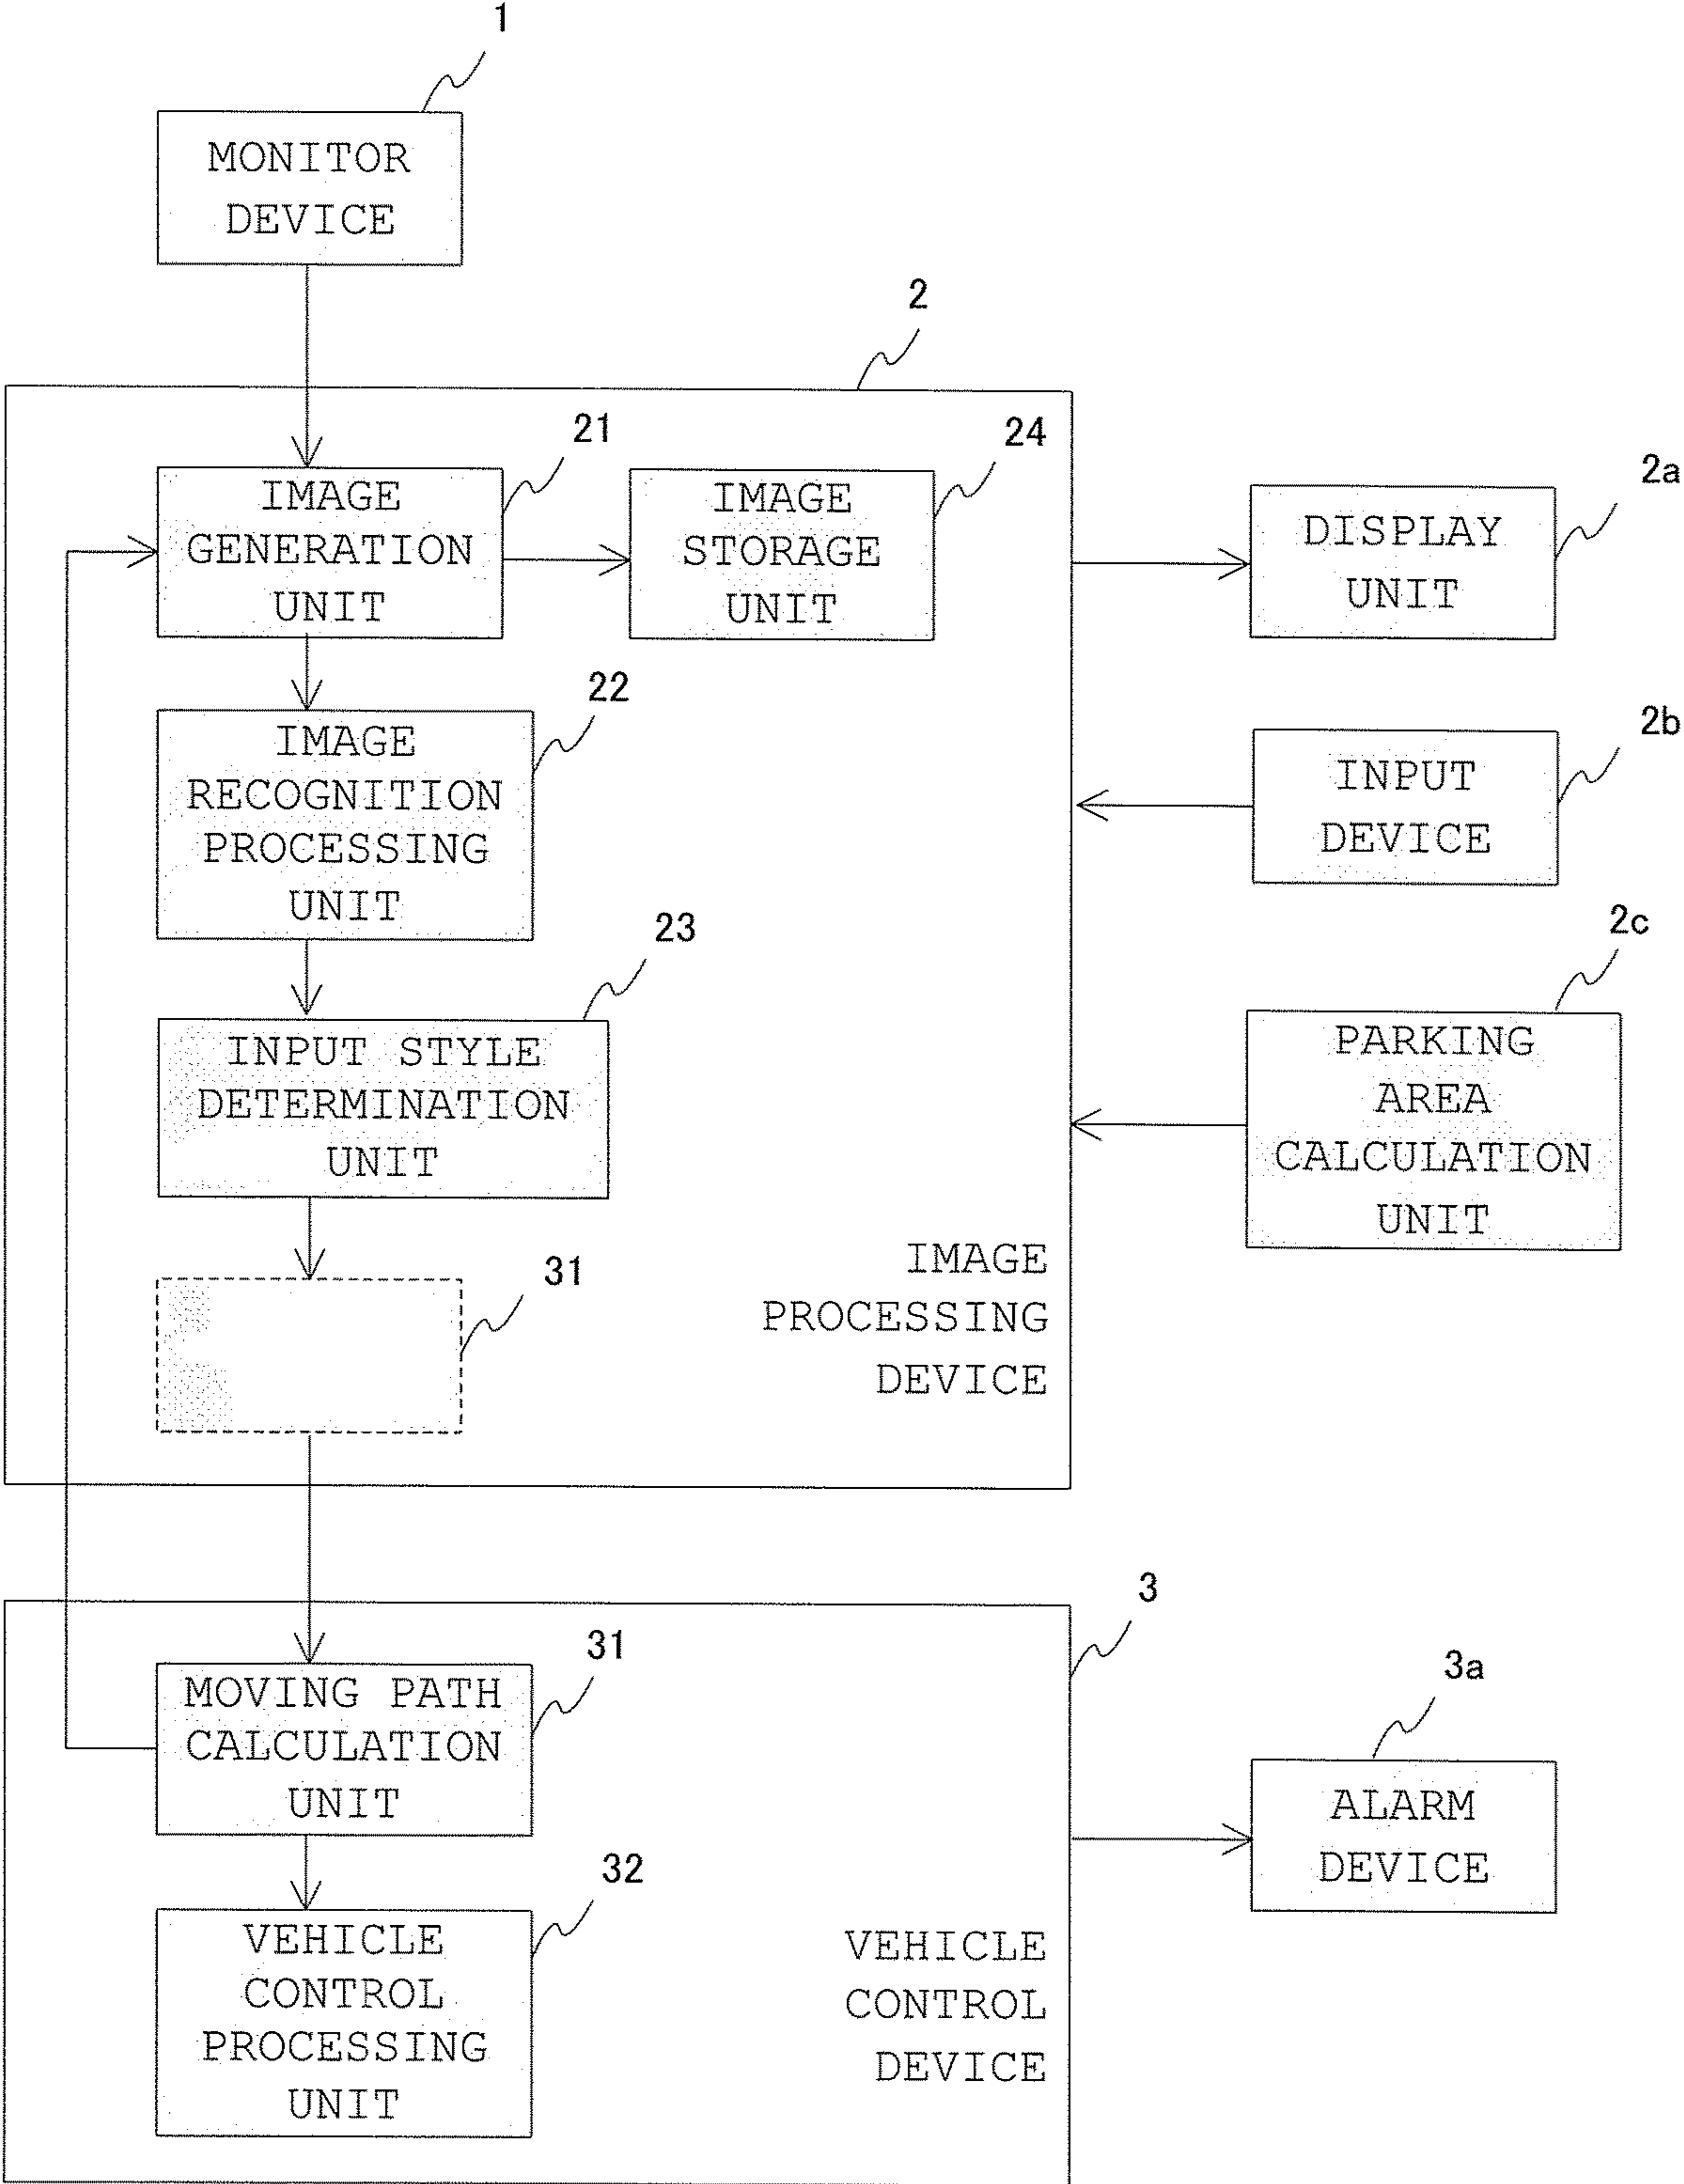 1
MONITOR
DEVICE
2
21
IMAGE
GENERATION
UNIT
24
IMAGE
STORAGE
UNIT
2a
DISPLAY
UNIT
22
IMAGE
RECOGNITION
PROCESSING
UNIT
2b
INPUT
DEVICE
23
INPUT STYLE
DETERMINATION
UNIT
2c
PARKING
AREA
CALCULATION
UNIT
31
IMAGE
PROCESSING
DEVICE
3
31
MOVING PATH
CALCULATION
UNIT
3a
ALARM
DEVICE
32
VEHICLE
CONTROL
PROCESSING
UNIT
VEHICLE
CONTROL
DEVICE